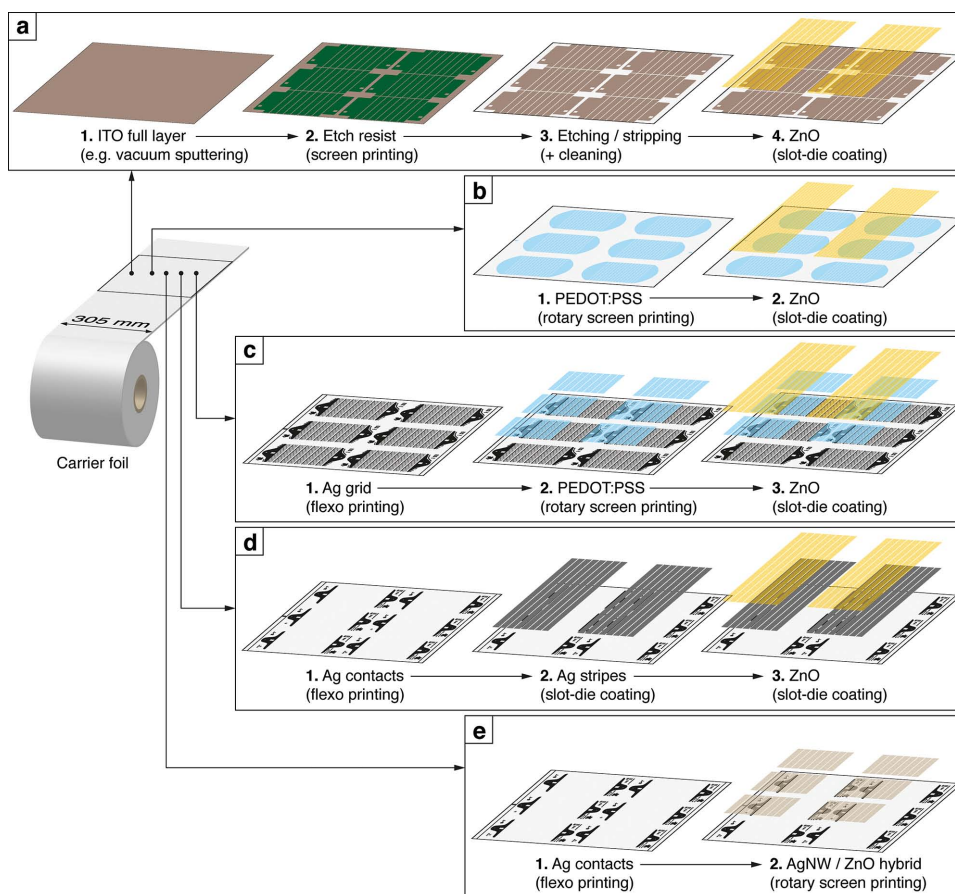 a
1. ITO full layer
(e.g. vacuum sputtering)
2. Etch resist
(screen printing)
3. Etching / stripping
(+ cleaning)
4. ZnO
(slot-die coating)
305 mm
Carrier foil
b
1. PEDOT:PSS
(rotary screen printing)
2. ZnO
(slot-die coating)
c
1. Ag grid
(flexo printing)
2. PEDOT:PSS
(rotary screen printing)
3. ZnO
(slot-die coating)
d
1. Ag contacts
(flexo printing)
2. Ag stripes
(slot-die coating)
3. ZnO
(slot-die coating)
e
1. Ag contacts
(flexo printing)
2. AgNW / ZnO hybrid
(rotary screen printing)